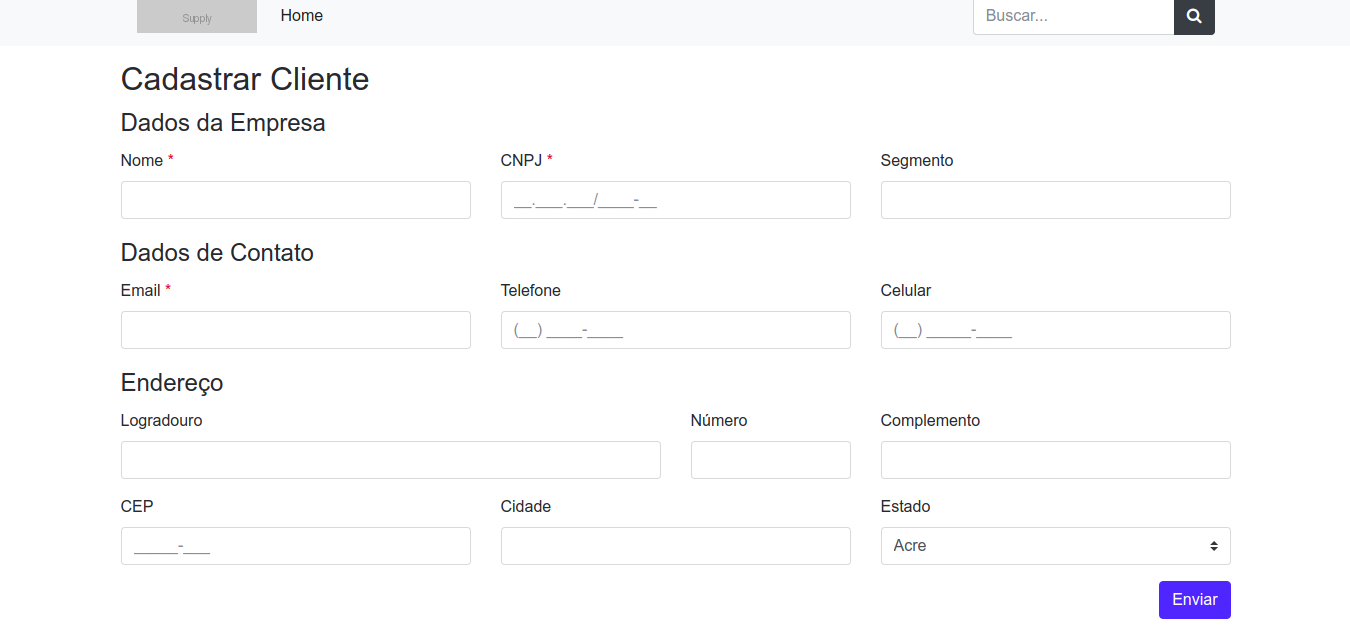 Supply Home Buscar...
Cadastrar Cliente
Dados da Empresa
Nome * CNPJ * Segmento
__.___.___/____-__
Dados de Contato
Email * Telefone Celular
(__) ____-____ (__) _____-____
Endereço
Logradouro Número Complemento
CEP Cidade Estado
_____-___ Acre
Enviar